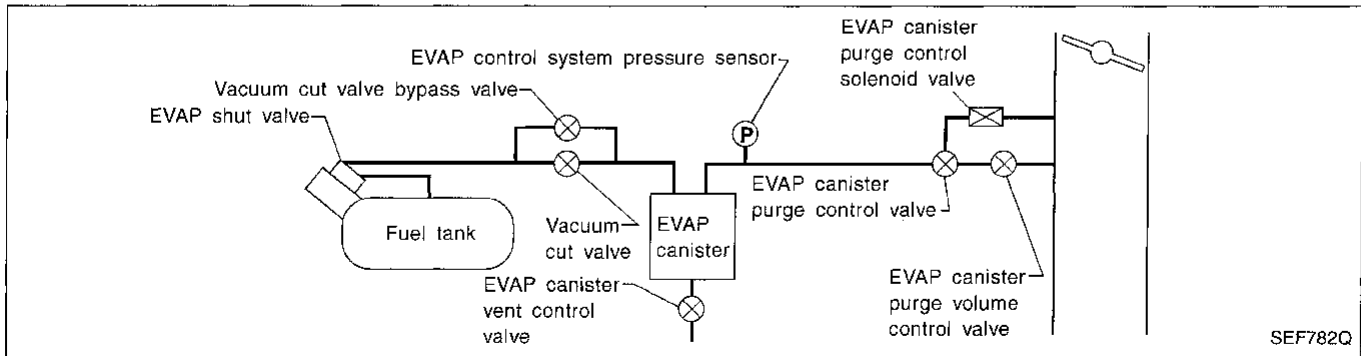 EVAP canister
purge control
solenoid valve
EVAP control system pressure sensor
Vacuum cut valve bypass valve
EVAP shut valve
P
EVAP canister
purge control valve
Fuel tank
Vacuum
cut valve
EVAP
canister
EVAP canister
vent control
valve
EVAP canister
purge volume
control valve
SEF782Q